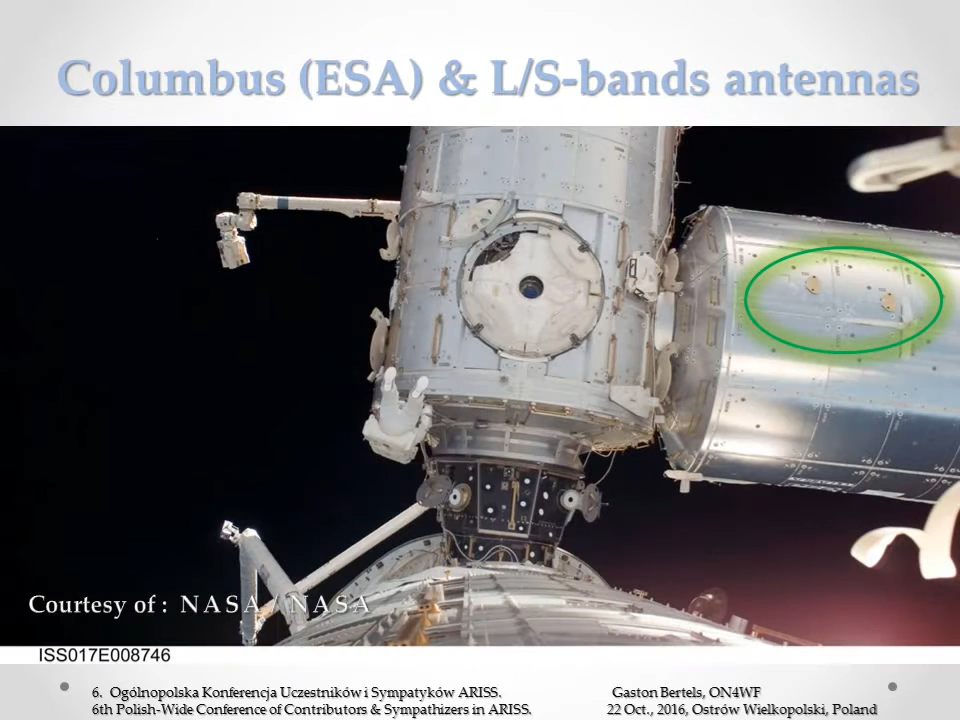 Columbus (ESA) & L/S-bands antennas
Courtesy of : NASA / NASA
ISS017E008746
6. Ogólnopolska Konferencja Uczestników i Sympatyków ARISS. Gaston Bertels, ON4WF
6th Polish-Wide Conference of Contributors & Sympathizers in ARISS. 22 Oct., 2016, Ostrów Wielkopolski, Poland